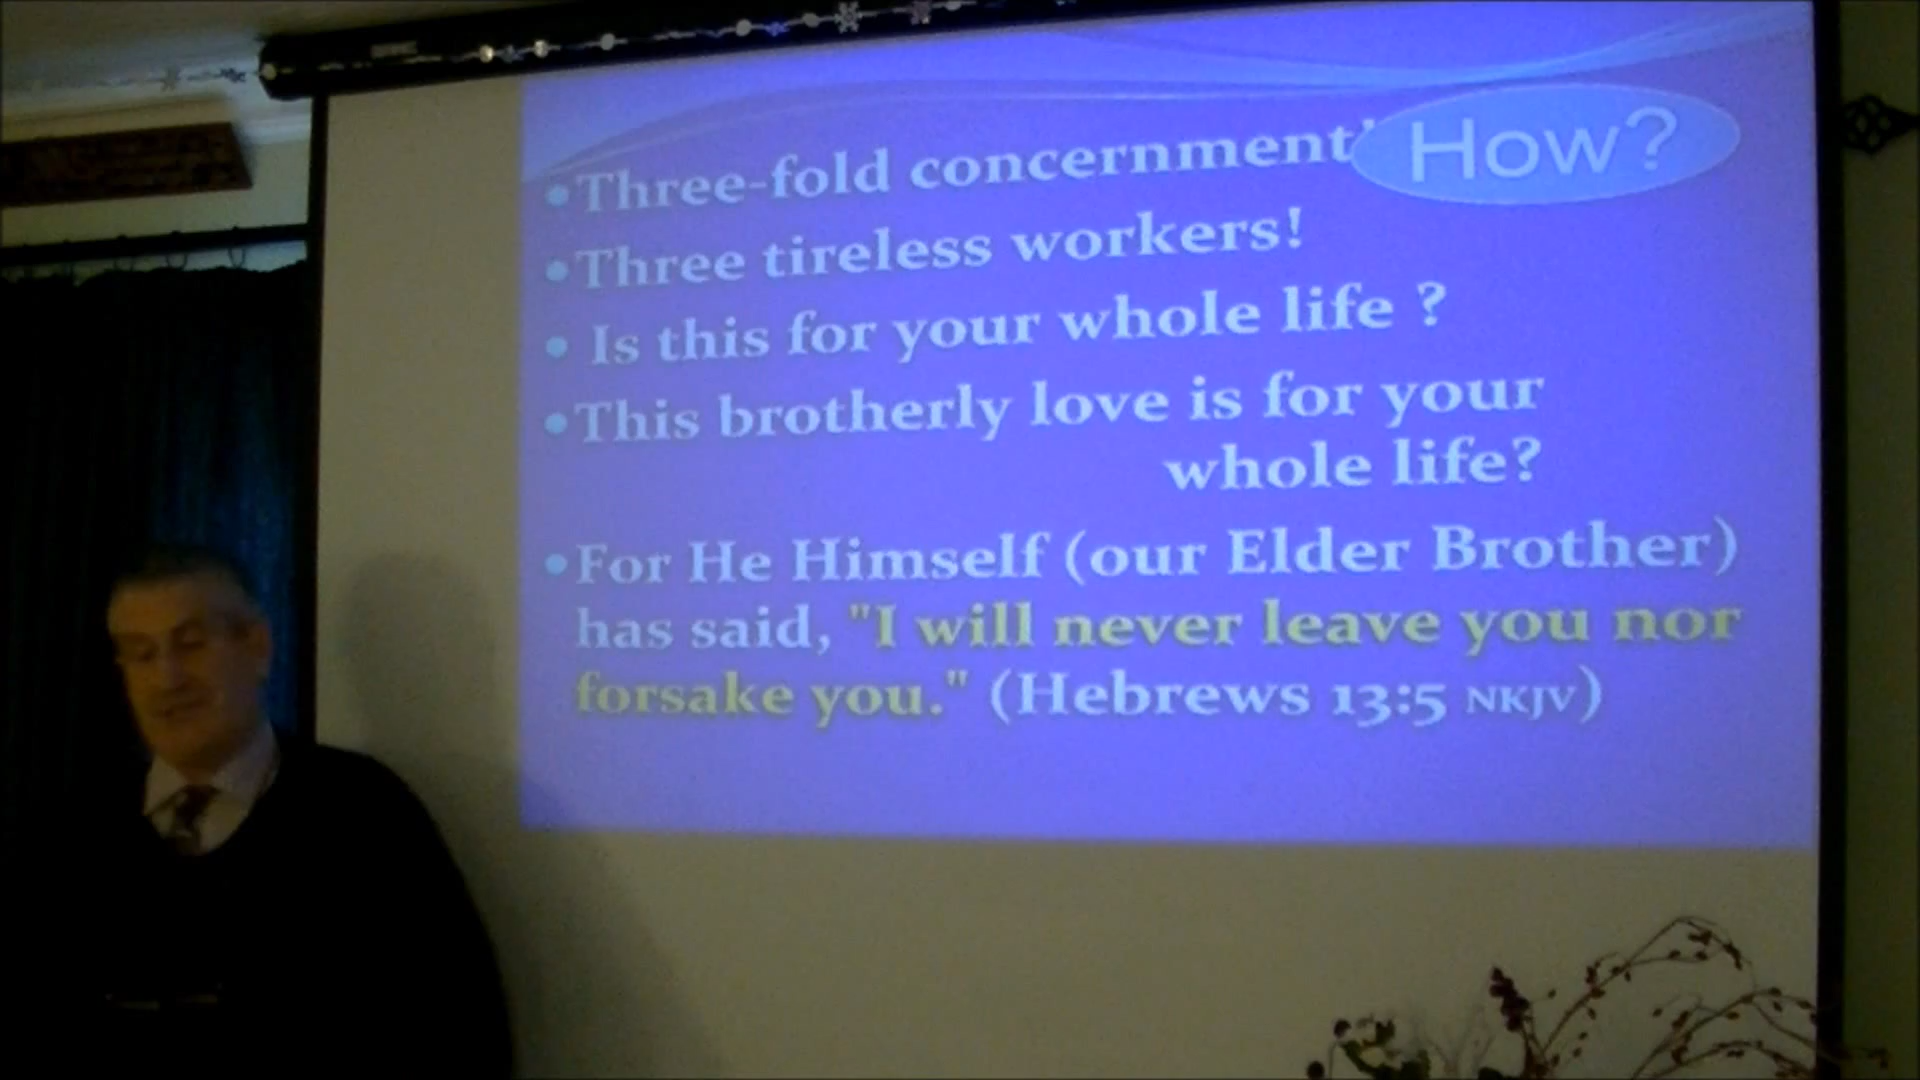 •Three-fold concernment'
How?
•Three tireless workers!
• Is this for your whole life ?
•This brotherly love is for your
whole life?
•For He Himself (our Elder Brother)
has said, "I will never leave you nor
forsake you." (Hebrews 13:5 NKJV)